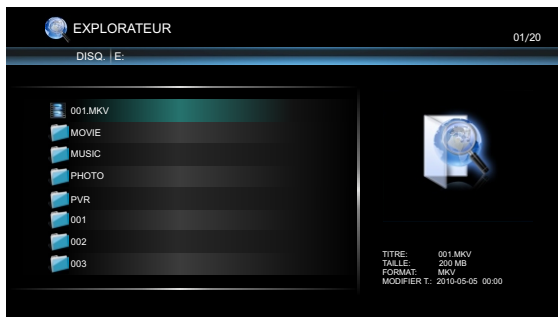 EXPLORATEUR
01/20
DISQ. E:
001.MKV
MOVIE
MUSIC
PHOTO
PVR
001
002
003
TITRE: 001.MKV
TAILLE: 200 MB
FORMAT: MKV
MODIFIER T.: 2010-05-05 00:00